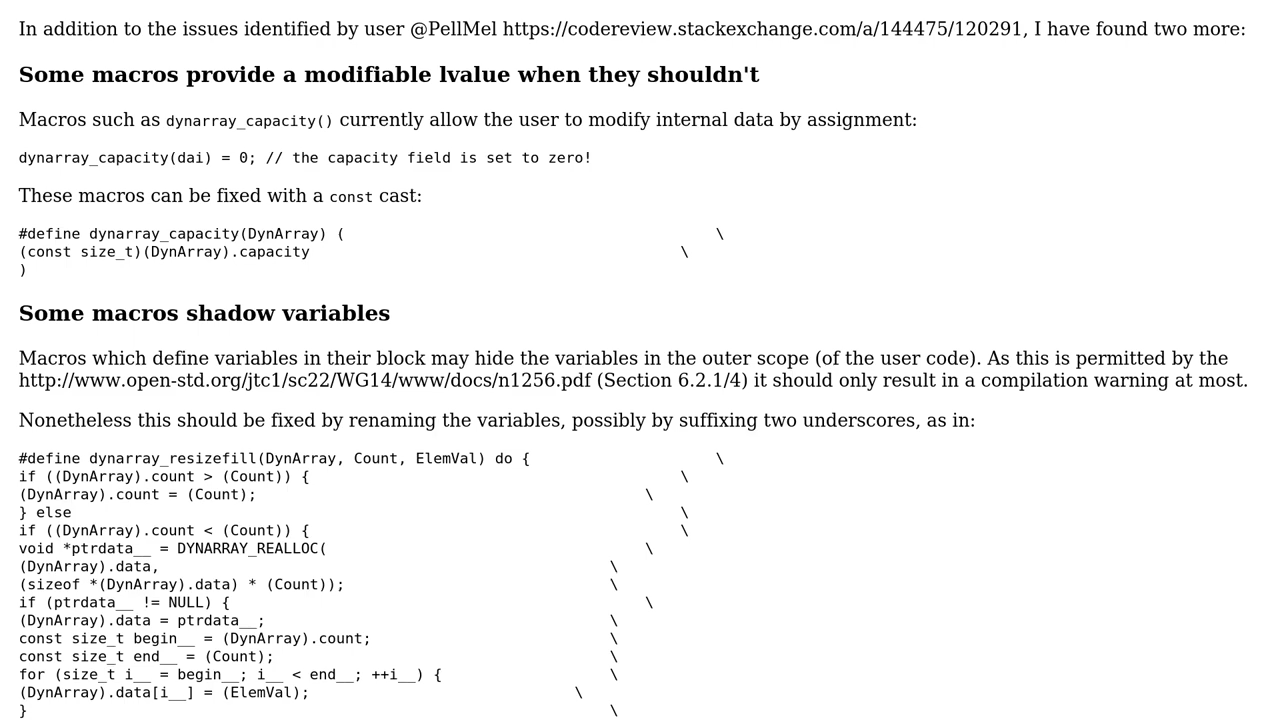 In addition to the issues identified by user @PellMel https://codereview.stackexchange.com/a/144475/120291, I have found two more:
Some macros provide a modifiable lvalue when they shouldn't
Macros such as dynarray_capacity() currently allow the user to modify internal data by assignment:
dynarray_capacity(dai) = 0; // the capacity field is set to zero!
These macros can be fixed with a const cast:
#define dynarray_capacity(DynArray) (                                          \
(const size_t)(DynArray).capacity                                          \
)
Some macros shadow variables
Macros which define variables in their block may hide the variables in the outer scope (of the user code). As this is permitted by the
http://www.open-std.org/jtc1/sc22/WG14/www/docs/n1256.pdf (Section 6.2.1/4) it should only result in a compilation warning at most.
Nonetheless this should be fixed by renaming the variables, possibly by suffixing two underscores, as in:
#define dynarray_resizefill(DynArray, Count, ElemVal) do {                     \
if ((DynArray).count > (Count)) {                                          \
(DynArray).count = (Count);                                            \
} else                                                                     \
if ((DynArray).count < (Count)) {                                          \
void *ptrdata__ = DYNARRAY_REALLOC(                                    \
(DynArray).data,                                                   \
(sizeof *(DynArray).data) * (Count));                              \
if (ptrdata__ != NULL) {                                               \
(DynArray).data = ptrdata__;                                       \
const size_t begin__ = (DynArray).count;                           \
const size_t end__ = (Count);                                      \
for (size_t i__ = begin__; i__ < end__; ++i__) {                   \
(DynArray).data[i__] = (ElemVal);                              \
}                                                                  \